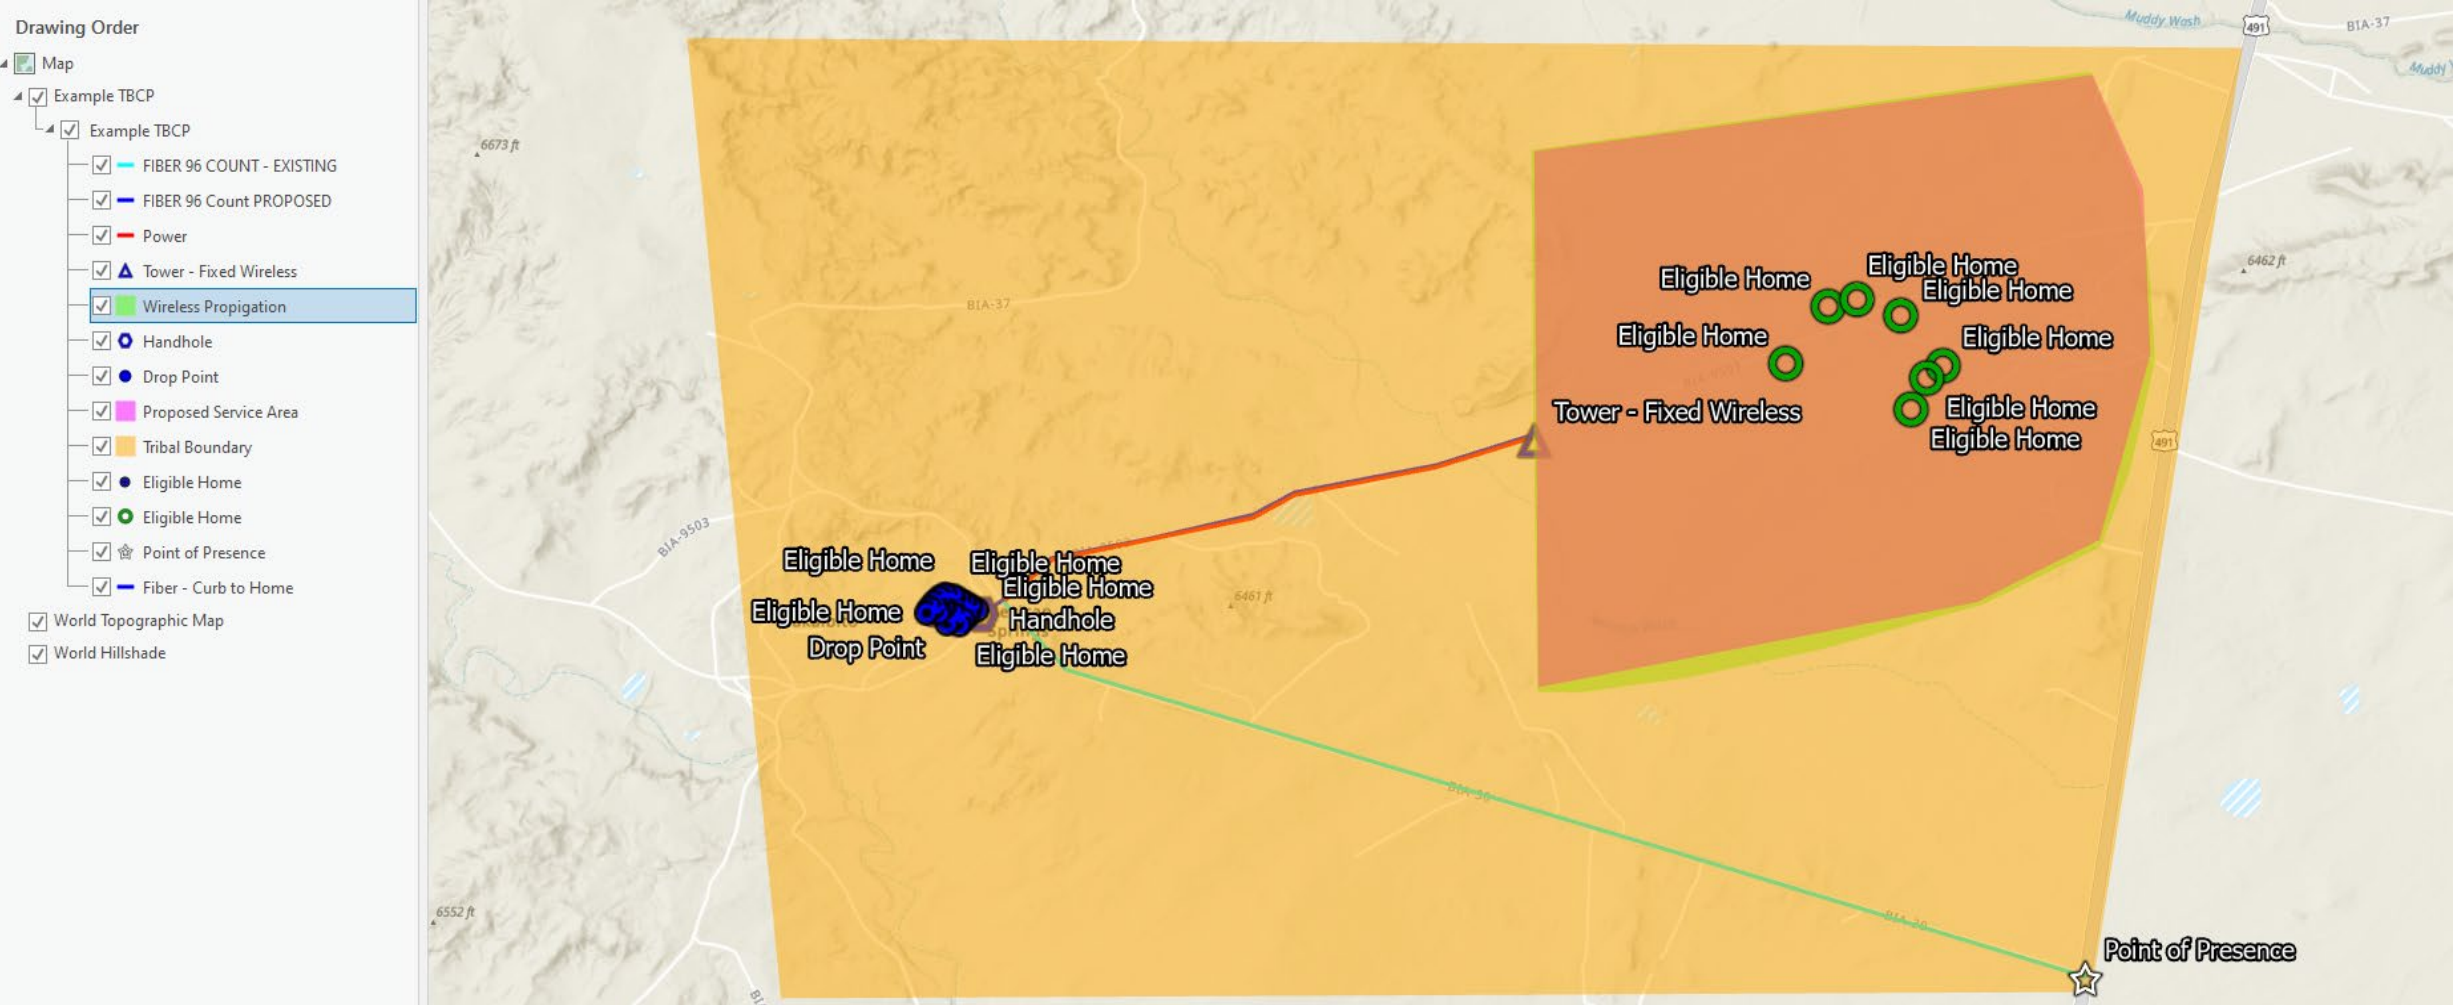 Drawing Order
Map
Example TBCP
Example TBCP
FIBER 96 COUNT - EXISTING
FIBER 96 Count PROPOSED
Power
Tower - Fixed Wireless
Wireless Propigation
Handhole
Drop Point
Proposed Service Area
Tribal Boundary
Eligible Home
Eligible Home
Point of Presence
Fiber - Curb to Home
World Topographic Map
World Hillshade
Muddy Wash
491
BIA-37
Muddy
6673 ft
Eligible Home
6462 ft
Eligible Home
Eligible Home
BIA-37
Eligible Home
Eligible Home
Tower - Fixed Wireless
Eligible Home
Eligible Home
491
BIA-9503
Eligible Home
Eligible Home
Eligible Home
6461 ft
Eligible Home
Handhole
Springs
Drop Point
Eligible Home
BIA-30
6552 ft
Point of Presence